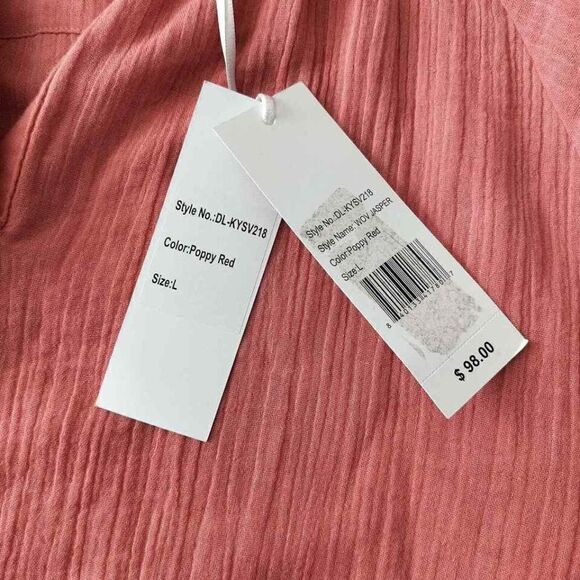 Style No.:DL-KYSV218
Color:Poppy Red
Size:L
Style No.:DL-KYSV218
Style Name: WOV JASPER
Color:Poppy Red
Size:L
$ 98.00